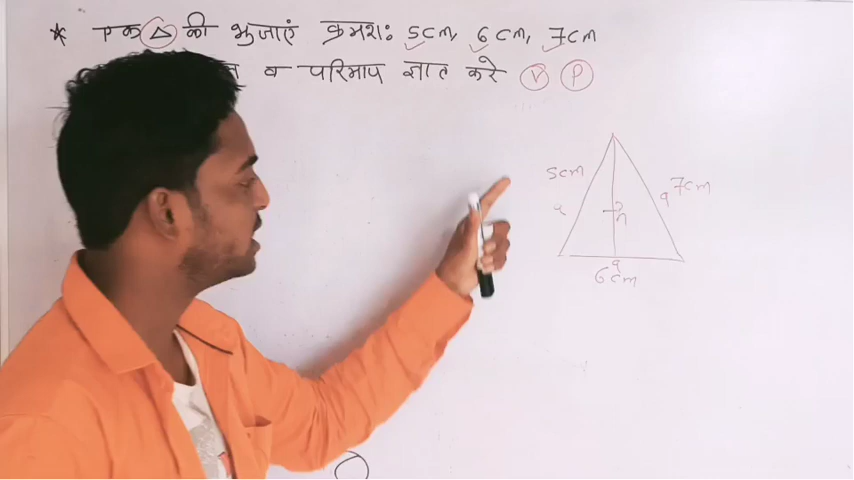 * एक △ की भुजाएं क्रमशः 5cm, 6cm, 7cm
व परिमाप ज्ञात करे V P
5cm
7cm
a
a
h
a
6cm